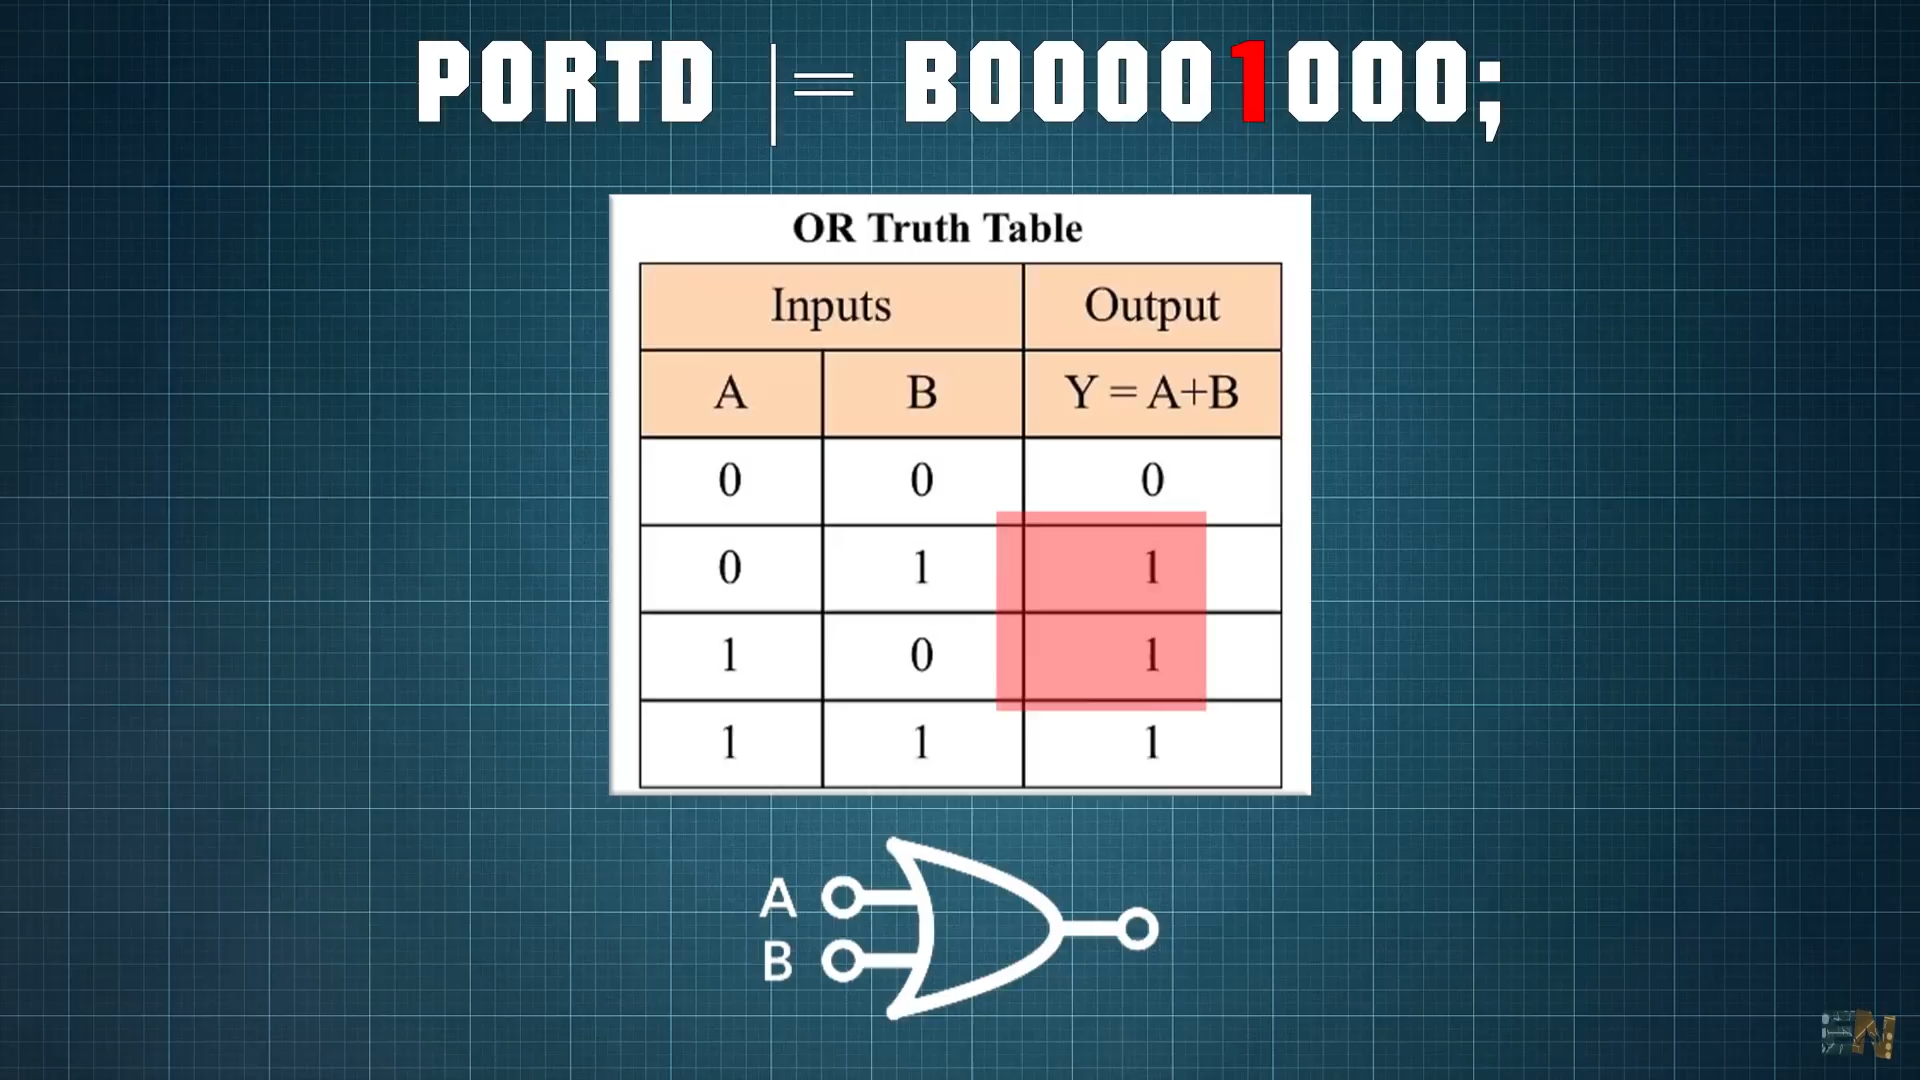 PORTD |= B00001000;
OR Truth Table
Inputs Output
A B Y = A+B
0 0 0
0 1 1
1 0 1
1 1 1
A
B
EN